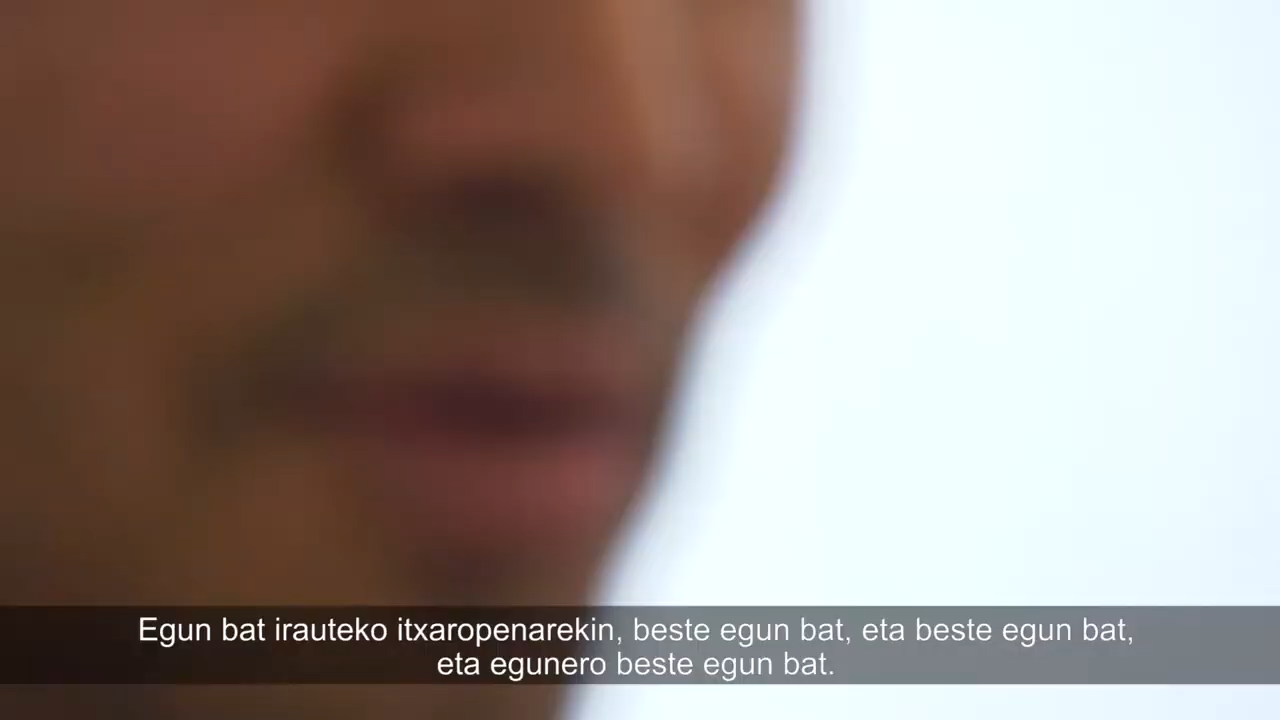 Egun bat irauteko itxaropenarekin, beste egun bat, eta beste egun bat,
eta egunero beste egun bat.